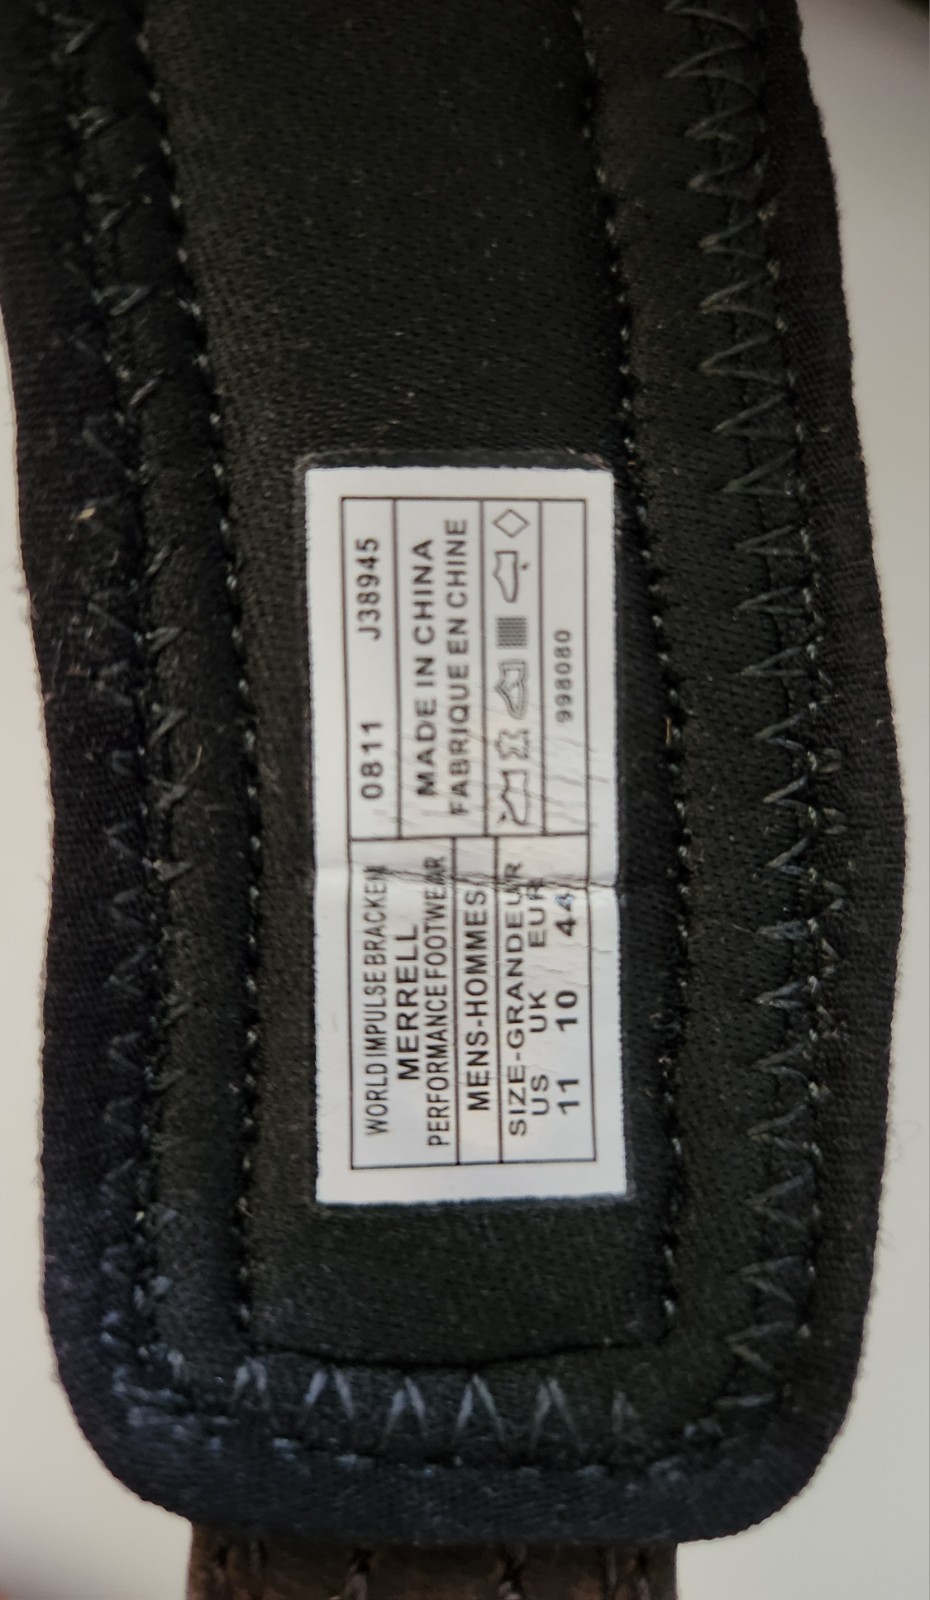 WORLD IMPULSE BRACKEN
MERRELL
PERFORMANCE FOOTWEAR
MENS-HOMMES
SIZE-GRANDEUR
US UK EUR
11 10 44
0811 J38945
MADE IN CHINA
FABRIQUE EN CHINE
998080